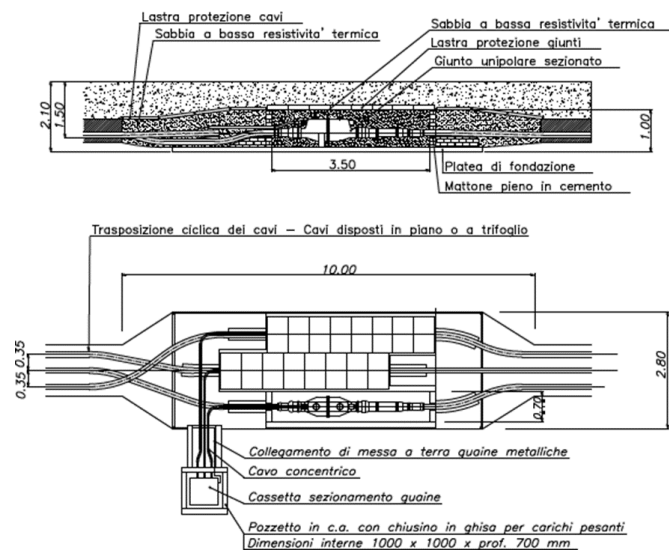 Lastra protezione cavi
Sabbia a bassa resistivita' termica
Sabbia a bassa resistivita' termica
Lastra protezione giunti
Giunto unipolare sezionato
2.10
1.50
1.00
3.50
Platea di fondazione
Mattone pieno in cemento
Trasposizione ciclica dei cavi – Cavi disposti in piano o a trifoglio
10.00
0.35
0.35
0.70
2.80
Collegamento di messa a terra guaine metalliche
Cavo concentrico
Cassetta sezionamento guaine
Pozzetto in c.a. con chiusino in ghisa per carichi pesanti
Dimensioni interne 1000 x 1000 x prof. 700 mm